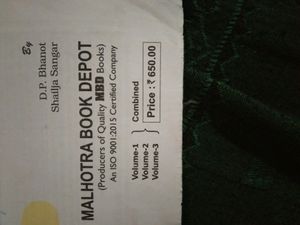 By
D.P. Bhanot
Shailja Sangar
MALHOTRA BOOK DEPOT
(Producers of Quality MBD Books)
An ISO 9001:2015 Certified Company
Volume-1
Volume-2
Volume-3
Combined
Price : ₹ 650.00